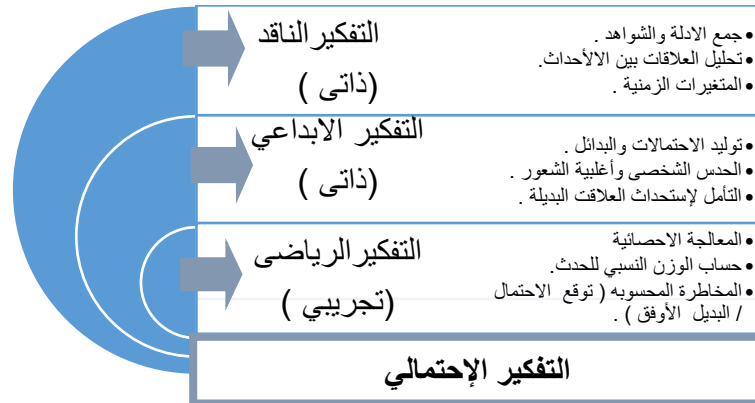 التفكير الناقد
(ذاتى )
•جمع الادلة والشواهد .
•تحليل العلاقات بين الالأحداث.
•المتغيرات الزمنية .
التفكير الابداعي
(ذاتى )
•توليد الاحتمالات والبدائل .
•الحدس الشخصى وأغلبية الشعور .
•التأمل لإستحداث العلاقت البديلة .
التفكير الرياضى
(تجريبي )
•المعالجة الاحصائية
•حساب الوزن النسبي للحدث.
•المخاطرة المحسوبه ( توقع الاحتمال
/ البديل الأوفق ) .
التفكير الإحتمالي